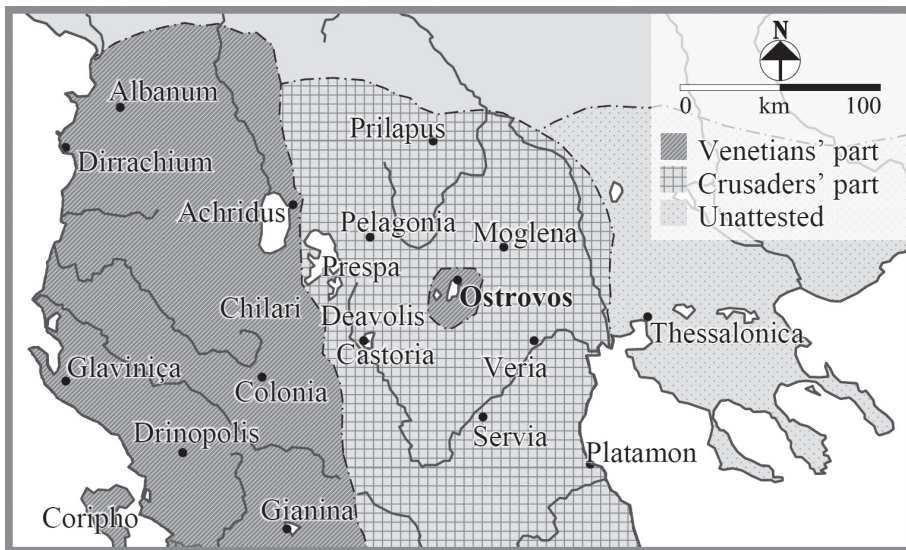 N
0 km 100
Venetians' part
Crusaders' part
Unattested
Albanum
Prilapus
Dirrachium
Achridus
Pelagonia
Moglena
Prespa
Ostrovos
Chilari
Deavolis
Thessalonica
Castoria
Veria
Glaviniça
Colonia
Drinopolis
Servia
Platamon
Coripho
Gianina